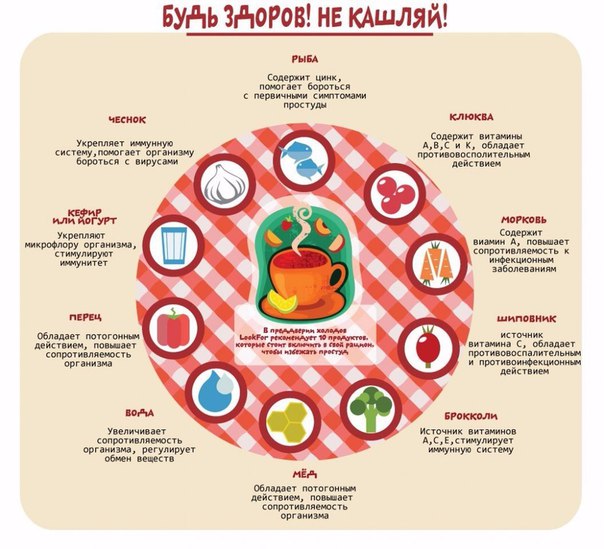 БУДЬ ЗДОРОВ! НЕ КАШЛЯЙ!
РЫБА
Содержит цинк,
помогает бороться
с первичными симптомами
простуды
КЛЮКВА
Содержит витамины
А,В,С и К, обладает
противовосполительным
действием
МОРКОВЬ
Содержит
виамин А, повышает
сопротивляемость к
инфекционным
заболеваниям
ШИПОВНИК
источник
витамина С, обладает
противовоспалительным
и противоинфекционным
действием
БРОККОЛИ
Источник витаминов
А,С,Е,стимулирует
иммунную систему
МЁД
Обладает потогонным
действием, повышает
сопротивляемость
организма
ВОДА
Увеличивает
сопротивляемость
организма, регулирует
обмен веществ
ПЕРЕЦ
Обладает потогонным
действием, повышает
сопротивляемость
организма
КЕФИР
ИЛИ ЙОГУРТ
Укрепляют
микрофлору организма,
стимулируют
иммунитет
ЧЕСНОК
Укрепляет иммунную
систему,помогает организму
бороться с вирусами
В преддверии холодов
LookFor рекомендует 10 продуктов,
которые стоит включить в свой рацион,
чтобы избежать простуд